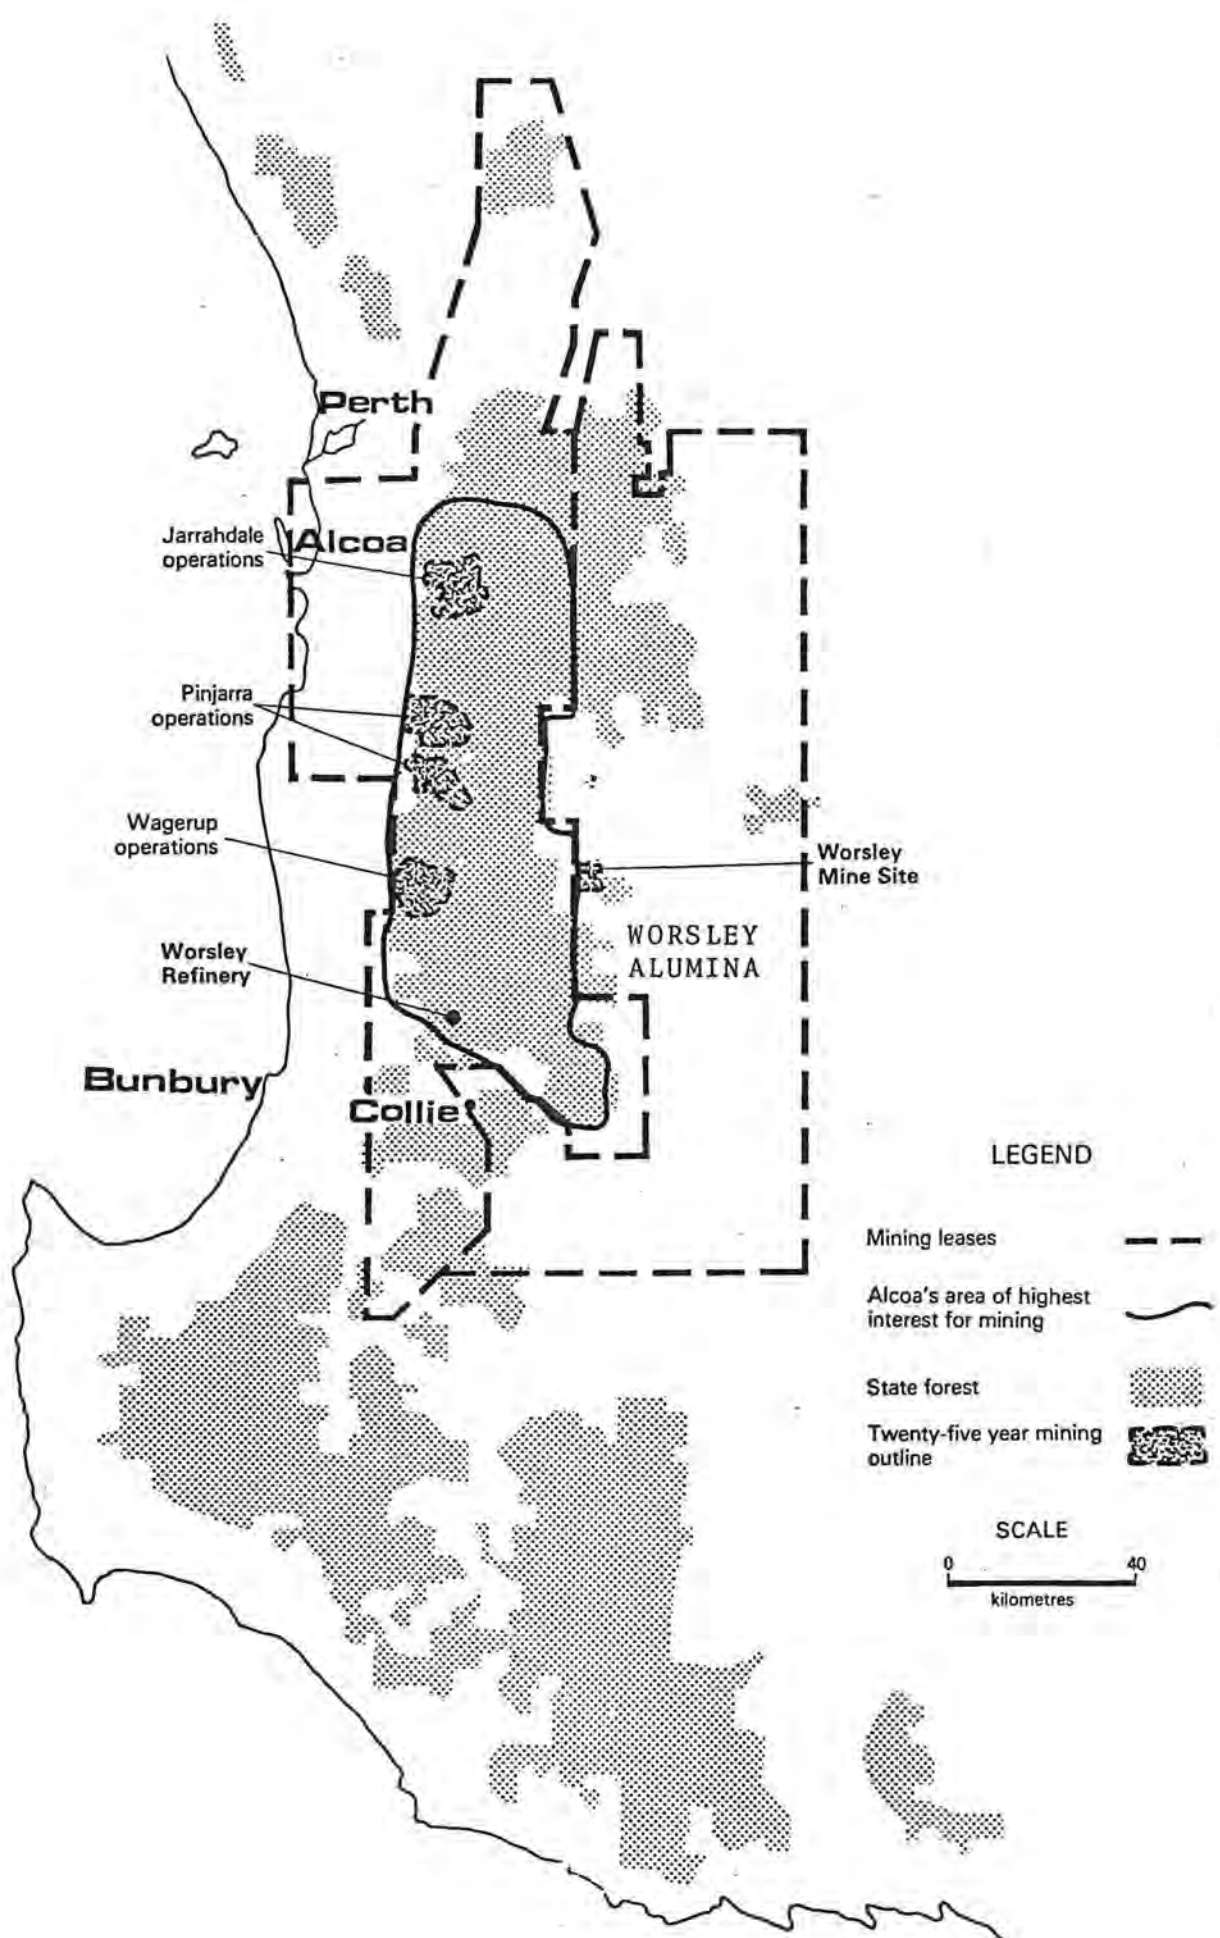 Perth
Alcoa
Jarrahdale
operations
Pinjarra
operations
Wagerup
operations
Worsley
Mine Site
WORSLEY
ALUMINA
Worsley
Refinery
Bunbury
Collie
LEGEND
Mining leases
Alcoa's area of highest
interest for mining
State forest
Twenty-five year mining
outline
SCALE
0 40
kilometres